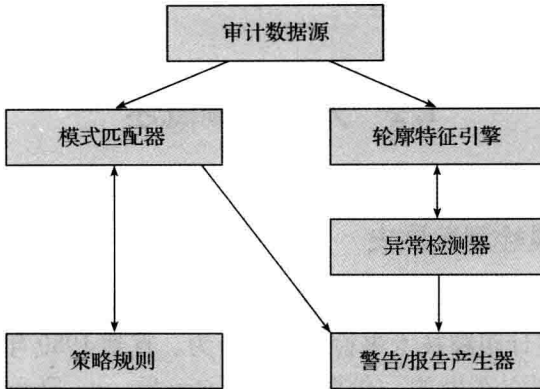 审计数据源
模式匹配器
轮廓特征引擎
异常检测器
策略规则
警告/报告产生器